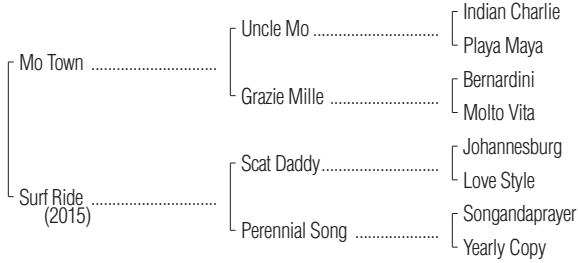 Indian Charlie
Uncle Mo ..............................
Playa Maya
Mo Town ..............................
Bernardini
Grazie Mille ..........................
Molto Vita
Johannesburg
Scat Daddy............................
Love Style
Surf Ride ..............................
(2015)
Songandaprayer
Perennial Song ....................
Yearly Copy